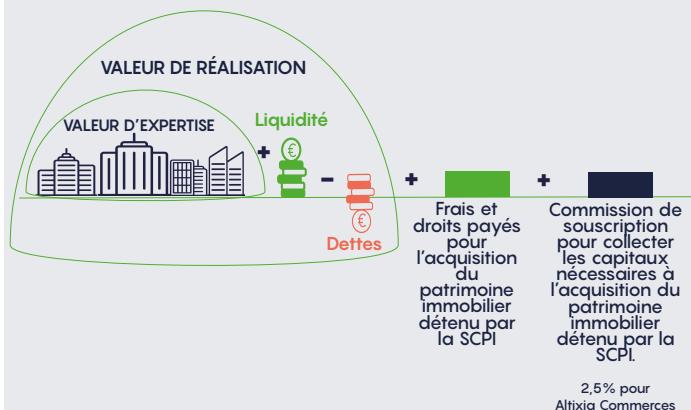 VALEUR DE RÉALISATION
VALEUR D'EXPERTISE
Liquidité
+
€
-
€
Dettes
+
Frais et
droits payés
pour
l'acquisition
du
patrimoine
immobilier
détenu par
la SCPI
+
Commission de
souscription
pour collecter
les capitaux
nécessaires à
l'acquisition du
patrimoine
immobilier
détenu par la
SCPI.
2,5% pour
Altixia Commerces